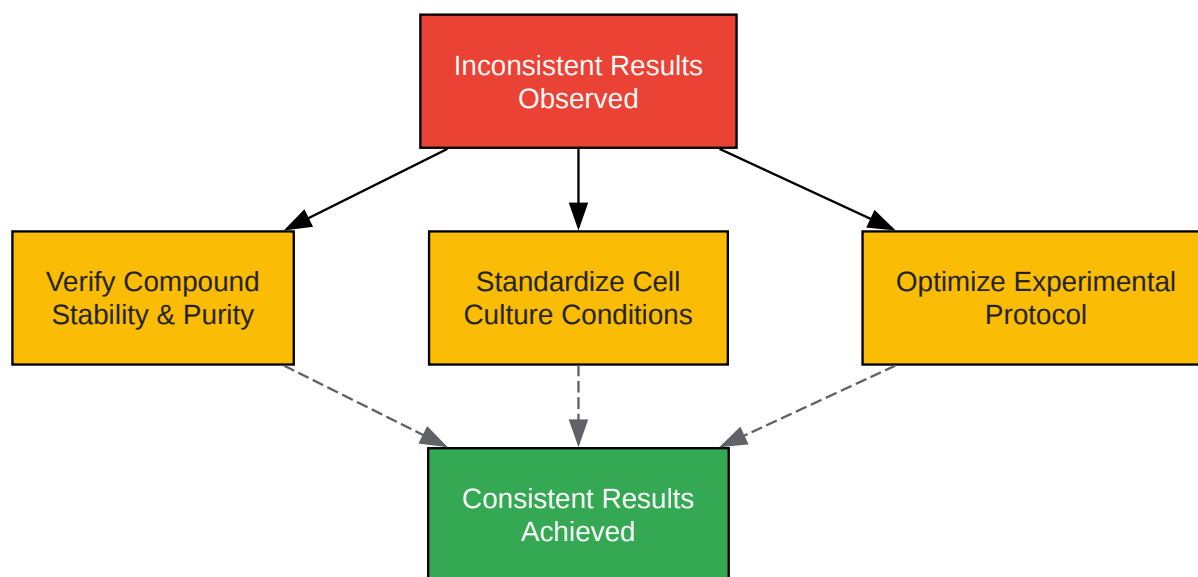 Inconsistent Results
Observed
Verify Compound
Stability & Purity
Standardize Cell
Culture Conditions
Optimize Experimental
Protocol
Consistent Results
Achieved